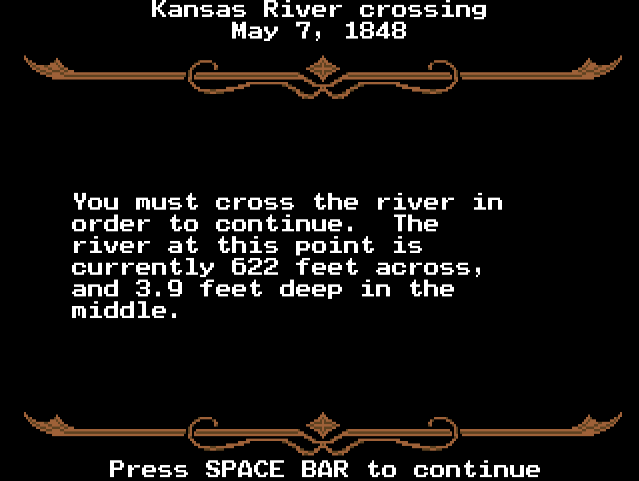 Kansas River crossing
May 7, 1848
You must cross the river in
order to continue.  The
river at this point is
currently 622 feet across,
and 3.9 feet deep in the
middle.
Press SPACE BAR to continue